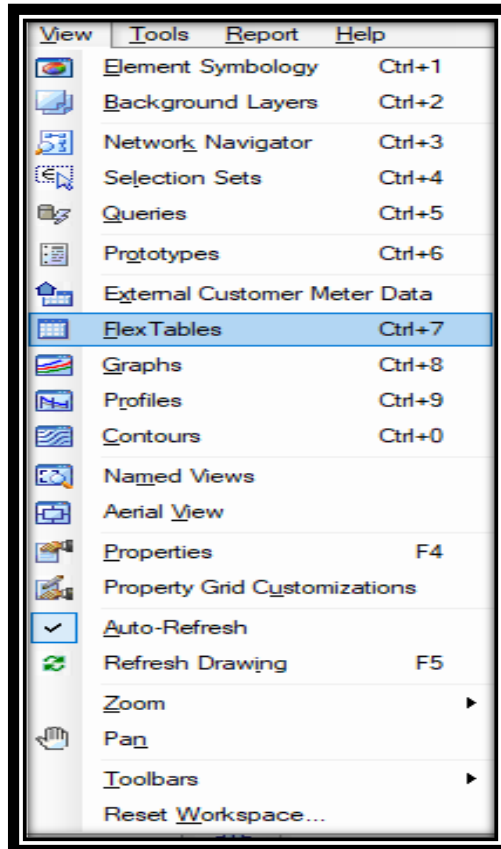 View Tools Report Help
Element Symbology Ctrl+1
Background Layers Ctrl+2
Network Navigator Ctrl+3
Selection Sets Ctrl+4
Queries Ctrl+5
Prototypes Ctrl+6
External Customer Meter Data
FlexTables Ctrl+7
Graphs Ctrl+8
Profiles Ctrl+9
Contours Ctrl+0
Named Views
Aerial View
Properties F4
Property Grid Customizations
Auto-Refresh
Refresh Drawing F5
Zoom
Pan
Toolbars
Reset Workspace...